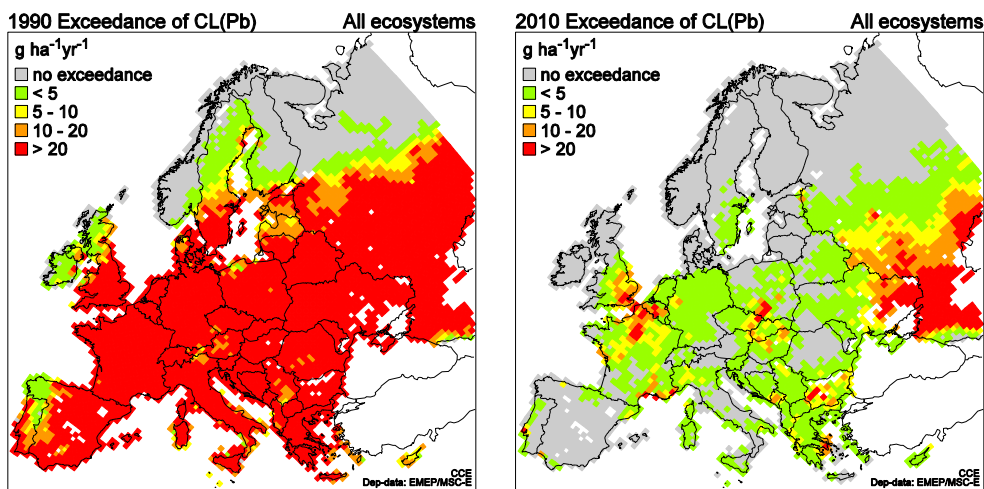 1990 Exceedance of CL(Pb) All ecosystems
g ha⁻¹yr⁻¹
no exceedance
< 5
5 - 10
10 - 20
> 20
CCE
Dep-data: EMEP/MSC-E
2010 Exceedance of CL(Pb) All ecosystems
g ha⁻¹yr⁻¹
no exceedance
< 5
5 - 10
10 - 20
> 20
CCE
Dep-data: EMEP/MSC-E